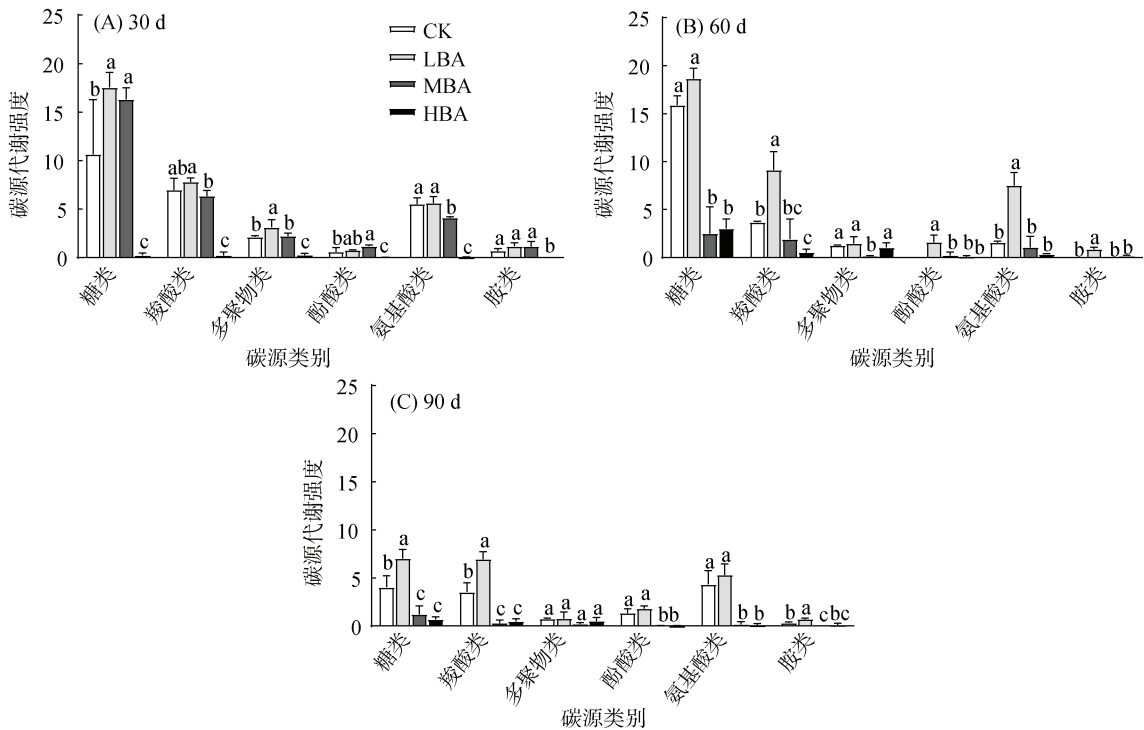 (A) 30 d
CK
LBA
MBA
HBA
碳源代谢强度
25
20
15
10
5
0
b a a c
ab a b c
b a b c
b ab a c
a a b c
a a a b
糖类
羧酸类
多聚物类
酚酸类
氨基酸类
胺类
碳源类别
(B) 60 d
碳源代谢强度
25
20
15
10
5
0
a a b b
b a bc c
a a b a
a b b b
b a b b
b a b b
糖类
羧酸类
多聚物类
酚酸类
氨基酸类
胺类
碳源类别
(C) 90 d
碳源代谢强度
25
20
15
10
5
0
b a c c
b a c c
a a a a
a a b b
a a b b
b a c bc
糖类
羧酸类
多聚物类
酚酸类
氨基酸类
胺类
碳源类别